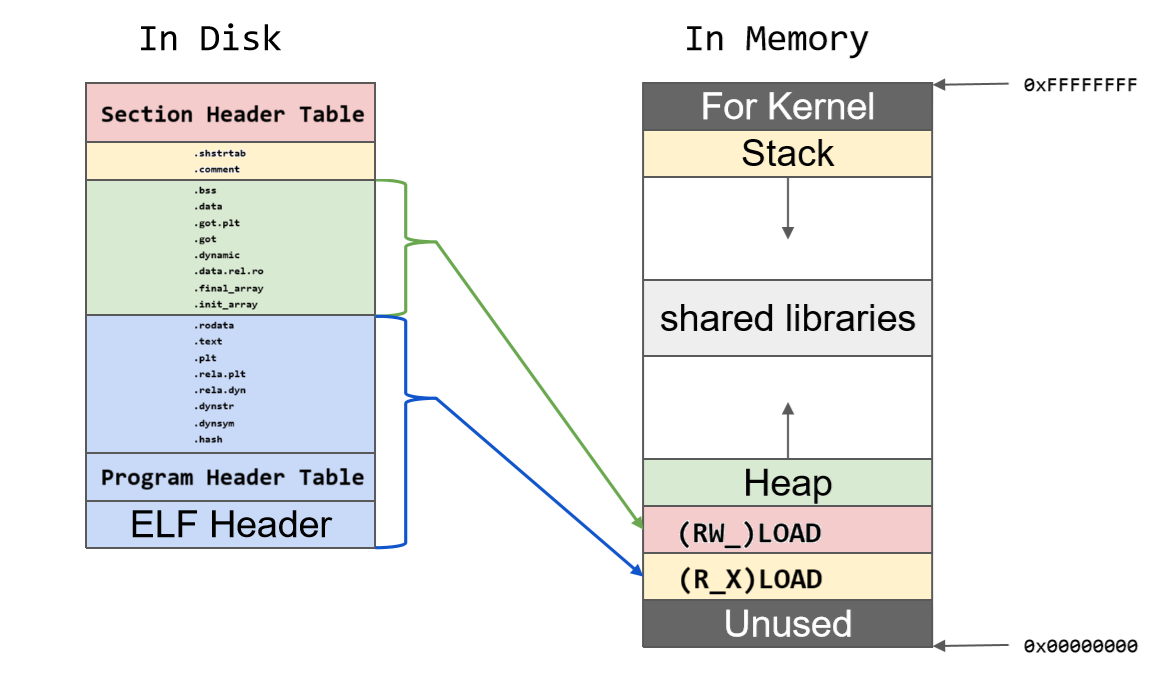 In Disk
Section Header Table
.shstrtab
.comment
.bss
.data
.got.plt
.got
.dynamic
.data.rel.ro
.final_array
.init_array
.rodata
.text
.plt
.rela.plt
.rela.dyn
.dynstr
.dynsym
.hash
Program Header Table
ELF Header
In Memory
0xFFFFFFFF
For Kernel
Stack
shared libraries
Heap
(RW_)LOAD
(R_X)LOAD
Unused
0x00000000